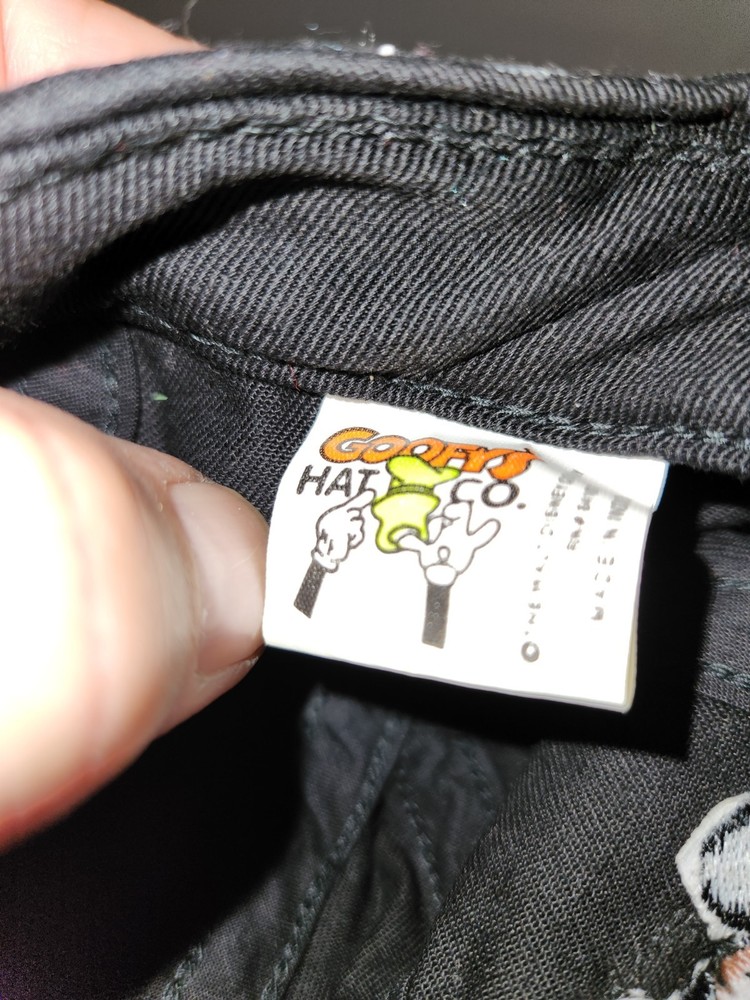 GOOFY'S
HAT CO.
© THE WALT DISNEY
MADE IN